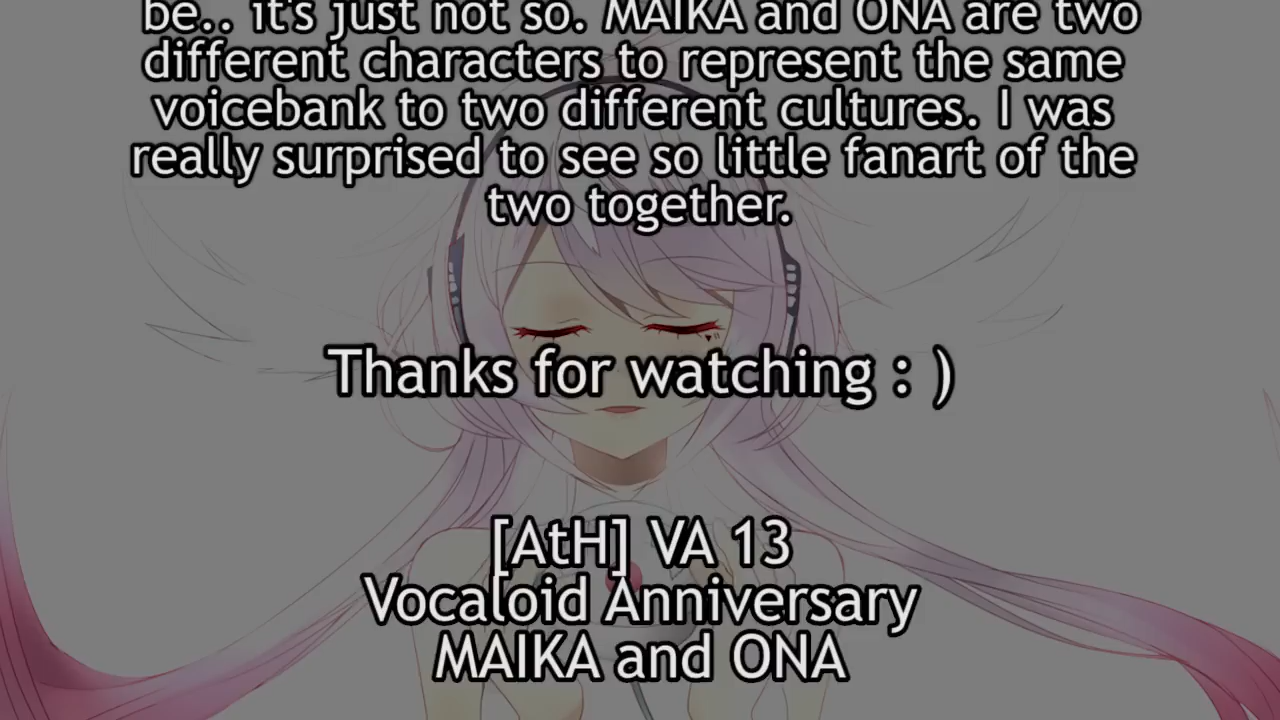 be.. it's just not so. MAIKA and ONA are two
different characters to represent the same
voicebank to two different cultures. I was
really surprised to see so little fanart of the
two together.
Thanks for watching : )
[AtH] VA 13
Vocaloid Anniversary
MAIKA and ONA